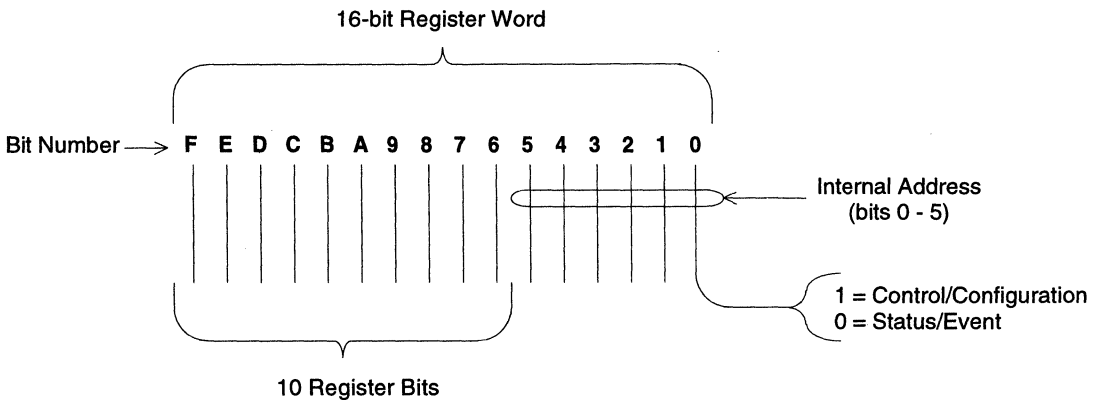 16-bit Register Word
Bit Number F E D C B A 9 8 7 6 5 4 3 2 1 0
Internal Address
(bits 0 - 5)
1 = Control/Configuration
0 = Status/Event
10 Register Bits